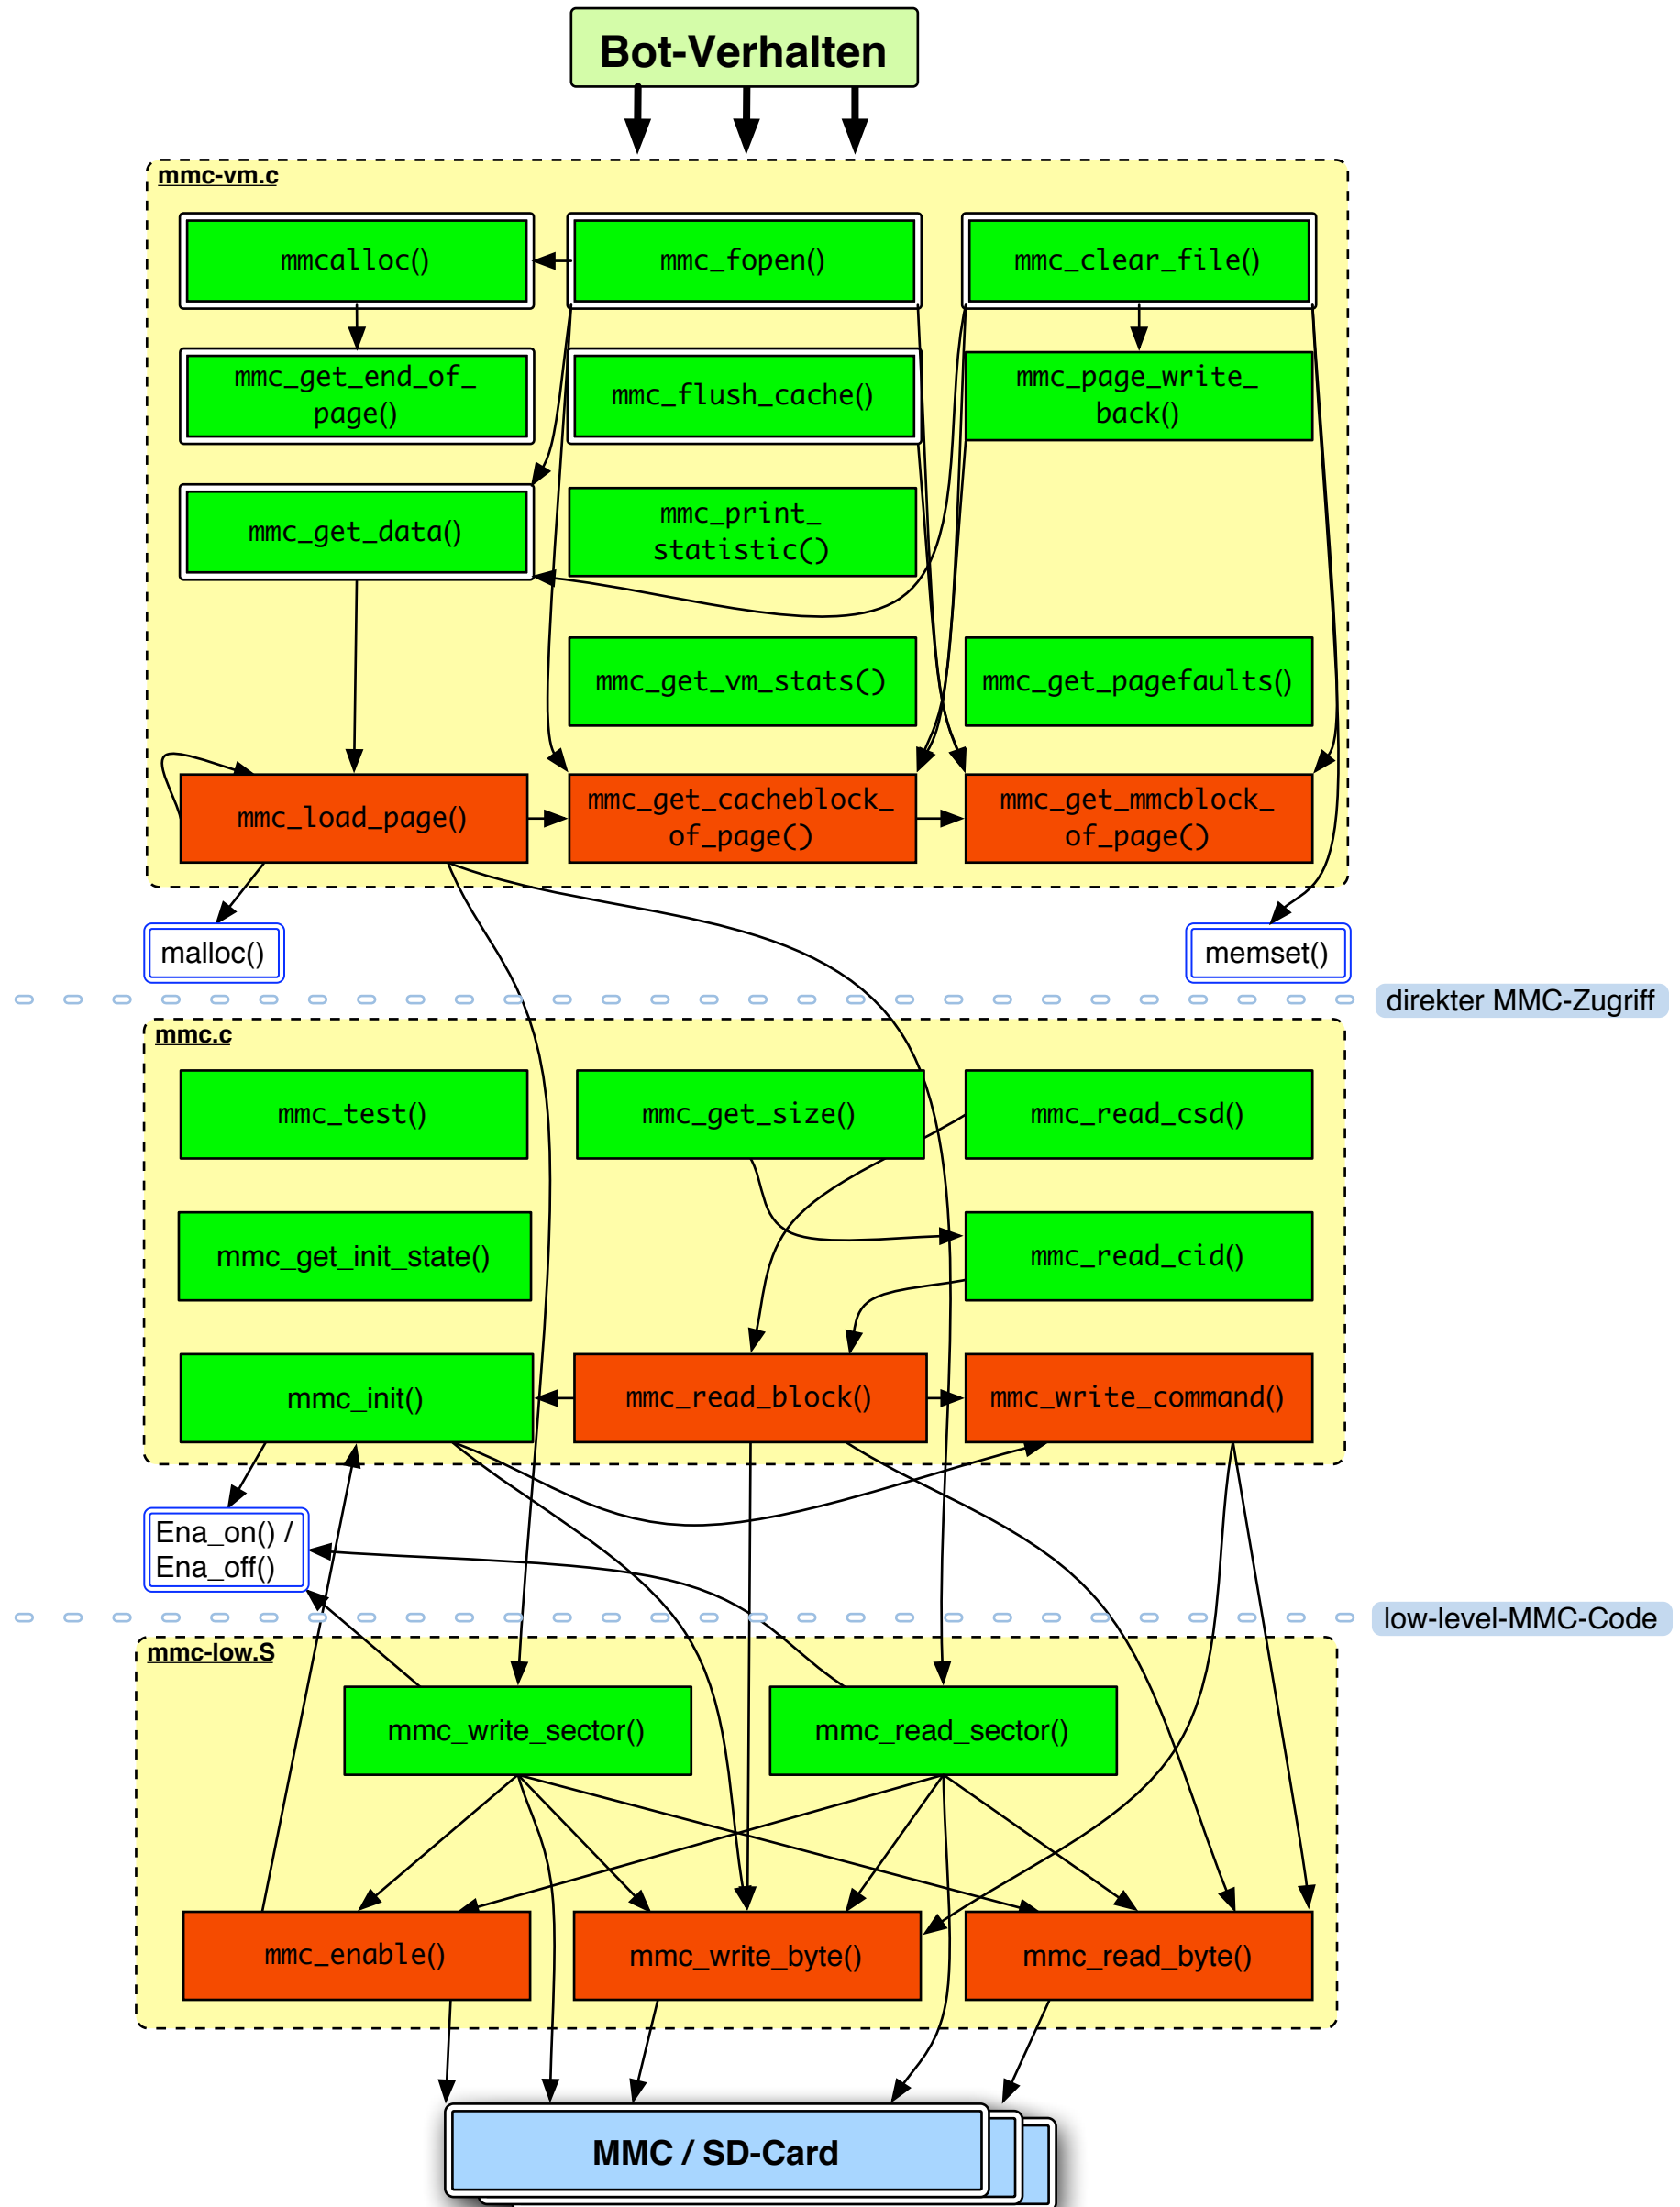 Bot-Verhalten
mmc-vm.c
mmcalloc()
mmc_fopen()
mmc_clear_file()
mmc_get_end_of_
page()
mmc_flush_cache()
mmc_page_write_
back()
mmc_get_data()
mmc_print_
statistic()
mmc_get_vm_stats()
mmc_get_pagefaults()
mmc_load_page()
mmc_get_cacheblock_
of_page()
mmc_get_mmcblock_
of_page()
malloc()
memset()
direkter MMC-Zugriff
mmc.c
mmc_test()
mmc_get_size()
mmc_read_csd()
mmc_get_init_state()
mmc_read_cid()
mmc_init()
mmc_read_block()
mmc_write_command()
Ena_on() /
Ena_off()
low-level-MMC-Code
mmc-low.S
mmc_write_sector()
mmc_read_sector()
mmc_enable()
mmc_write_byte()
mmc_read_byte()
MMC / SD-Card